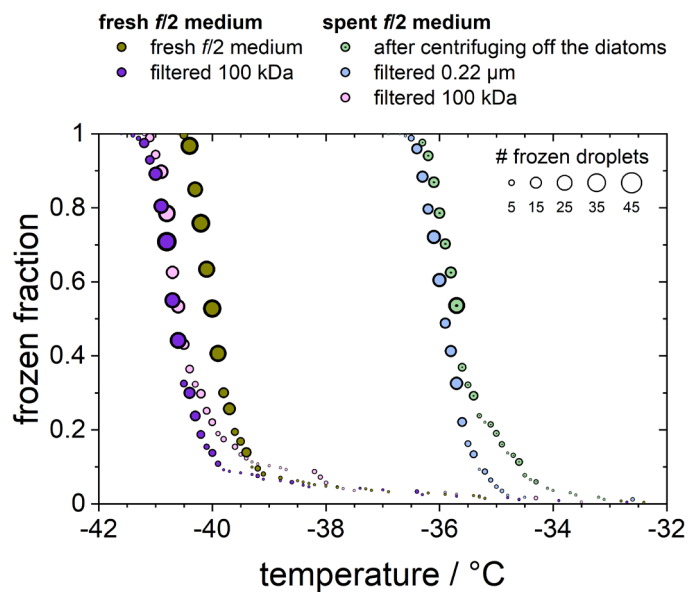 fresh f/2 medium
fresh f/2 medium
filtered 100 kDa
spent f/2 medium
after centrifuging off the diatoms
filtered 0.22 µm
filtered 100 kDa
# frozen droplets
5 15 25 35 45
frozen fraction
1
0.8
0.6
0.4
0.2
0
-42 -40 -38 -36 -34 -32
temperature / °C